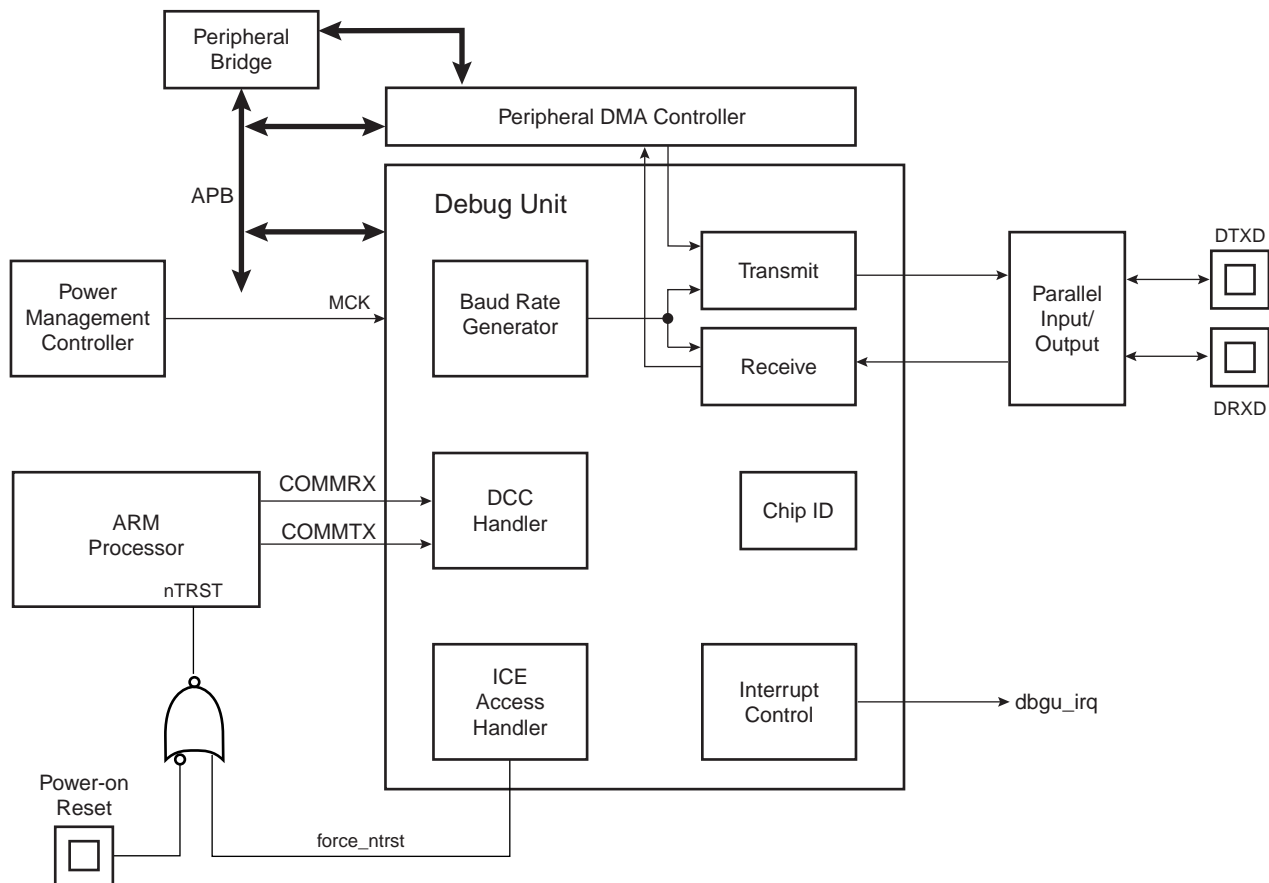 Peripheral
Bridge
Peripheral DMA Controller
APB
Debug Unit
DTXD
Power
Management
Controller
MCK
Baud Rate
Generator
Transmit
Receive
Parallel
Input/
Output
DRXD
ARM
Processor
nTRST
COMMRX
COMMTX
DCC
Handler
Chip ID
ICE
Access
Handler
Interrupt
Control
dbgu_irq
Power-on
Reset
force_ntrst